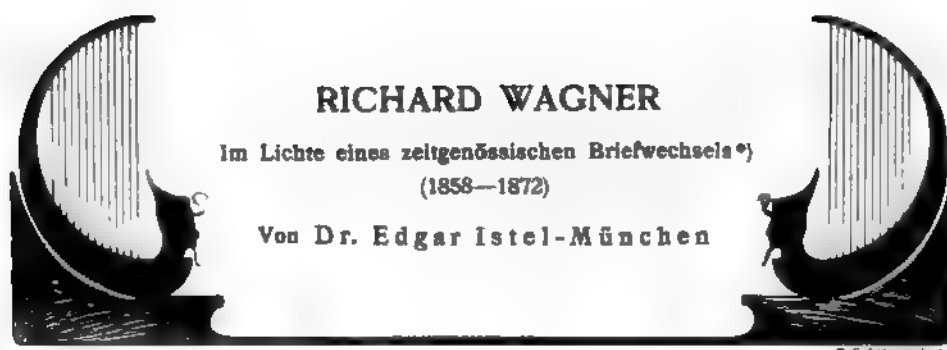 RICHARD WAGNER
Im Lichte eines zeitgenössischen Briefwechsels*)
(1858—1872)
Von Dr. Edgar Istel-München